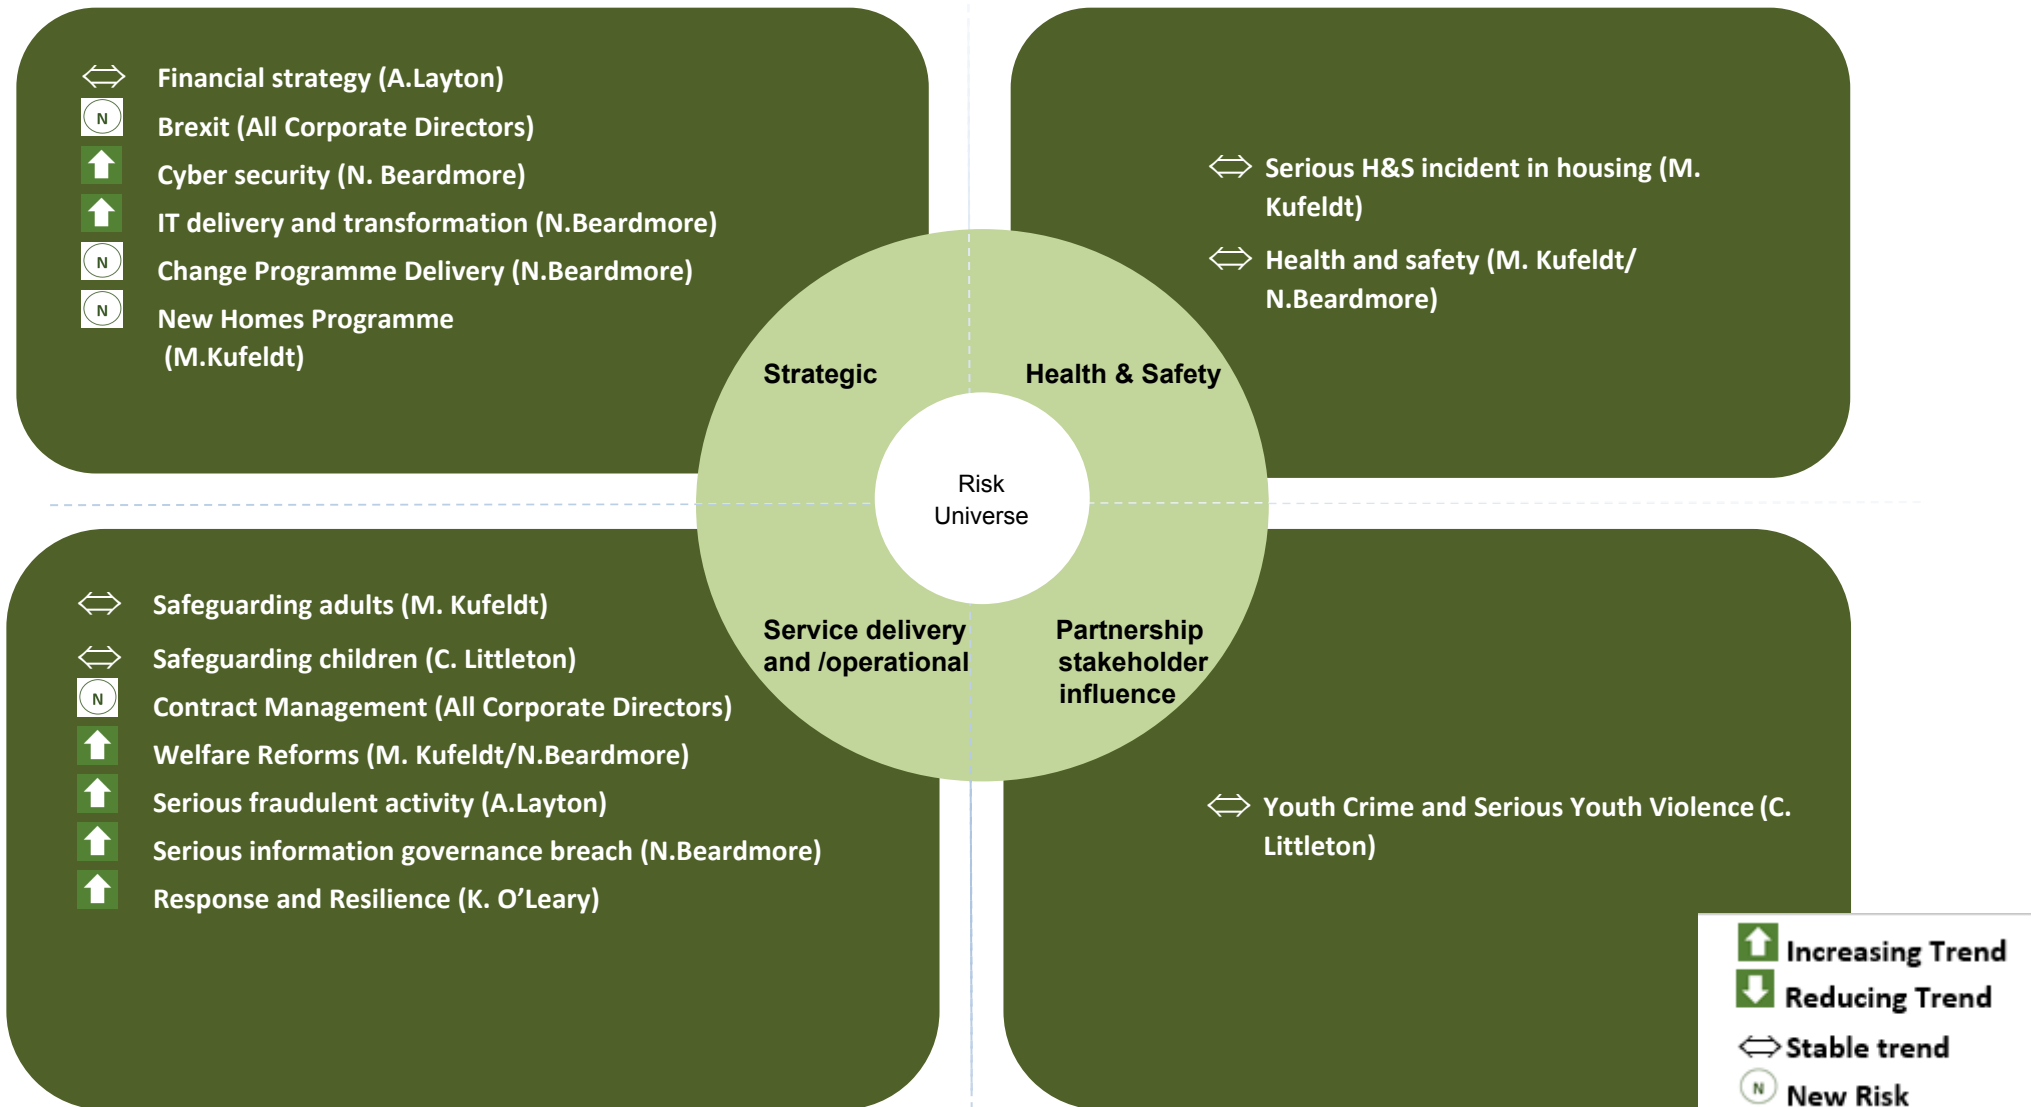 Financial strategy (A.Layton)
N
Brexit (All Corporate Directors)
Cyber security (N. Beardmore)
IT delivery and transformation (N.Beardmore)
N
Change Programme Delivery (N.Beardmore)
N
New Homes Programme
(M.Kufeldt)
Serious H&S incident in housing (M.
Kufeldt)
Health and safety (M. Kufeldt/
N.Beardmore)
Strategic
Health & Safety
Risk
Universe
Service delivery
and /operational
Partnership
stakeholder
influence
Safeguarding adults (M. Kufeldt)
Safeguarding children (C. Littleton)
N
Contract Management (All Corporate Directors)
Welfare Reforms (M. Kufeldt/N.Beardmore)
Serious fraudulent activity (A.Layton)
Serious information governance breach (N.Beardmore)
Response and Resilience (K. O’Leary)
Youth Crime and Serious Youth Violence (C.
Littleton)
Increasing Trend
Reducing Trend
Stable trend
N
New Risk